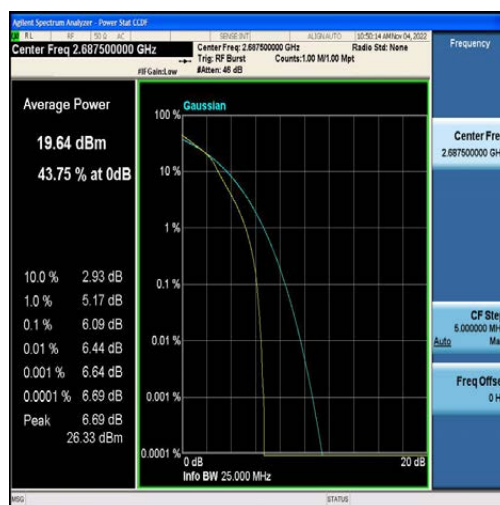 Agilent Spectrum Analyzer - Power Stat CCDF
RL RF 50 Ω AC SENSE:INT ALIGN AUTO 10:50:14 AM Nov 04, 2022
Center Freq 2.687500000 GHz
Center Freq: 2.687500000 GHz Radio Std: None
Trig: RF Burst Counts:1.00 M/1.00 Mpt
#IFGain:Low #Atten: 46 dB
Frequency
Average Power
19.64 dBm
43.75 % at 0dB
10.0 % 2.93 dB
1.0 % 5.17 dB
0.1 % 6.09 dB
0.01 % 6.44 dB
0.001 % 6.64 dB
0.0001 % 6.69 dB
Peak 6.69 dB
26.33 dBm
Gaussian
100 %
10 %
1 %
0.1 %
0.01 %
0.001 %
0.0001 %
0 dB 20 dB
Info BW 25.000 MHz
Center Fre
2.687500000 GH
CF Ste
5.000000 MH
Auto Ma
Freq Offse
0 H
MSG STATUS